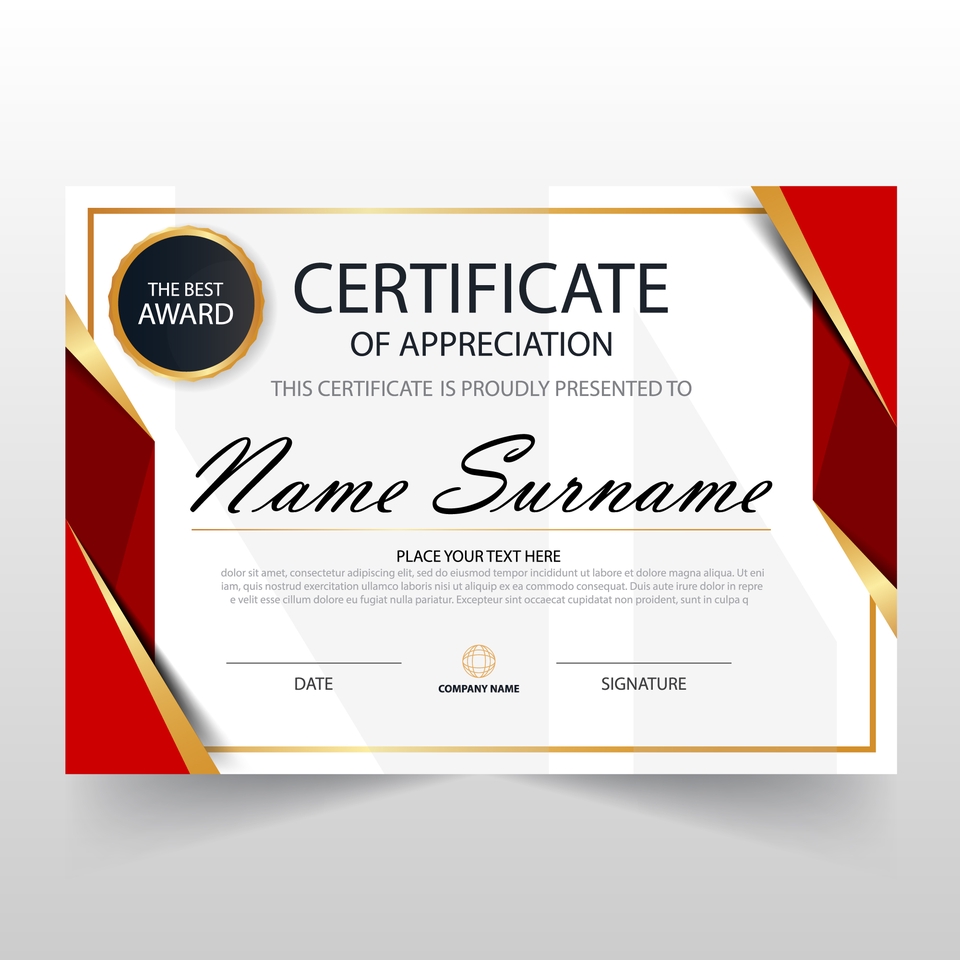 THE BEST
AWARD
CERTIFICATE
OF APPRECIATION
THIS CERTIFICATE IS PROUDLY PRESENTED TO
Name Surname
PLACE YOUR TEXT HERE
dolor sit amet, consectetur adipiscing elit, sed do eiusmod tempor incididunt ut labore et dolore magna aliqua. Ut eni
iam, quis nostrud exercitation ullamco laboris nisi ut aliquip ex ea commodo consequat. Duis aute irure dolor in repre
e velit esse cillum dolore eu fugiat nulla pariatur. Excepteur sint occaecat cupidatat non proident, sunt in culpa q
DATE
COMPANY NAME
SIGNATURE